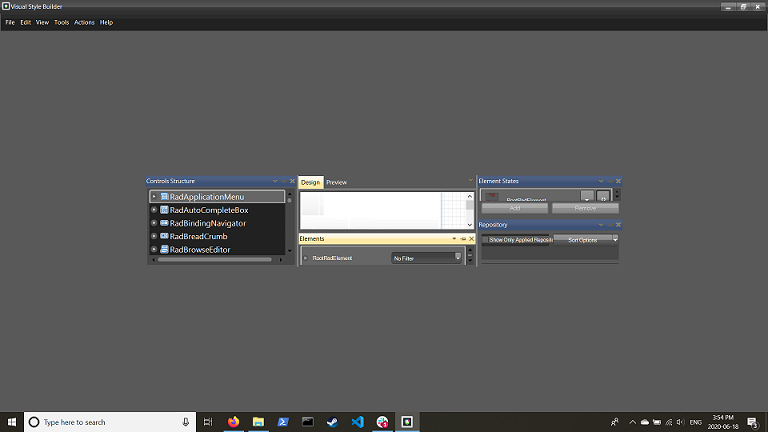 Visual Style Builder
File Edit View Tools Actions Help
Controls Structure
RadApplicationMenu
RadAutoCompleteBox
RadBindingNavigator
RadBreadCrumb
RadBrowseEditor
Design Preview
Elements
RootRadElement No Filter
Element States
RootRadElement
Add Remove
Repository
Show Only Applied Reposit Sort Options
Type here to search
ENG
3:54 PM
2020-06-18